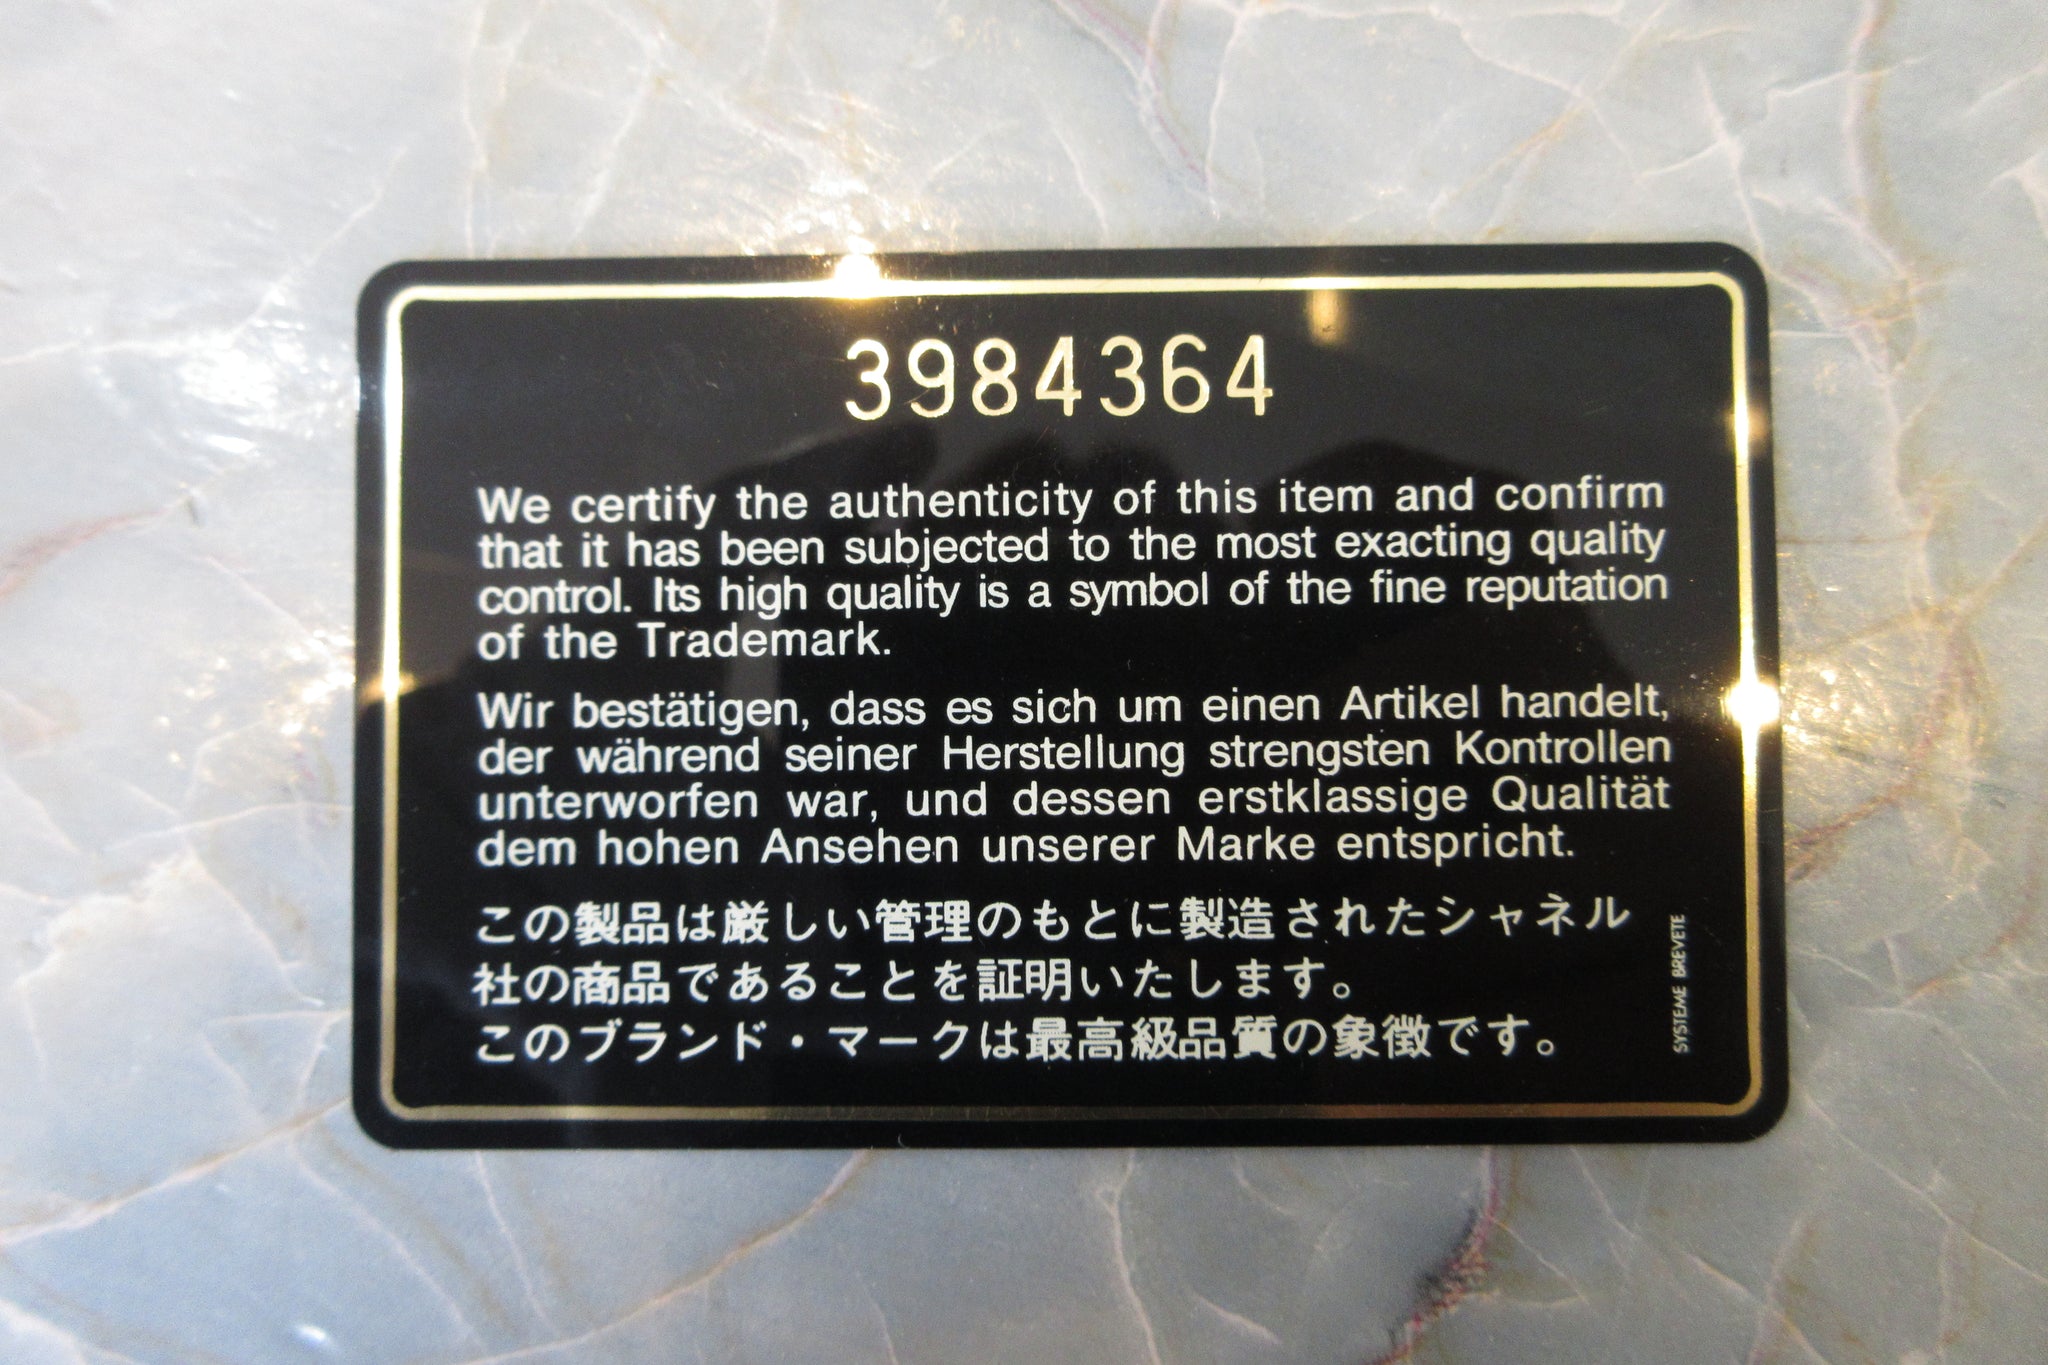 3984364
We certify the authenticity of this item and confirm
that it has been subjected to the most exacting quality
control. Its high quality is a symbol of the fine reputation
of the Trademark.
Wir bestätigen, dass es sich um einen Artikel handelt,
der während seiner Herstellung strengsten Kontrollen
unterworfen war, und dessen erstklassige Qualität
dem hohen Ansehen unserer Marke entspricht.
この製品は厳しい管理のもとに製造されたシャネル
社の商品であることを証明いたします。
このブランド・マークは最高級品質の象徴です。
SYSTEME BREVETE